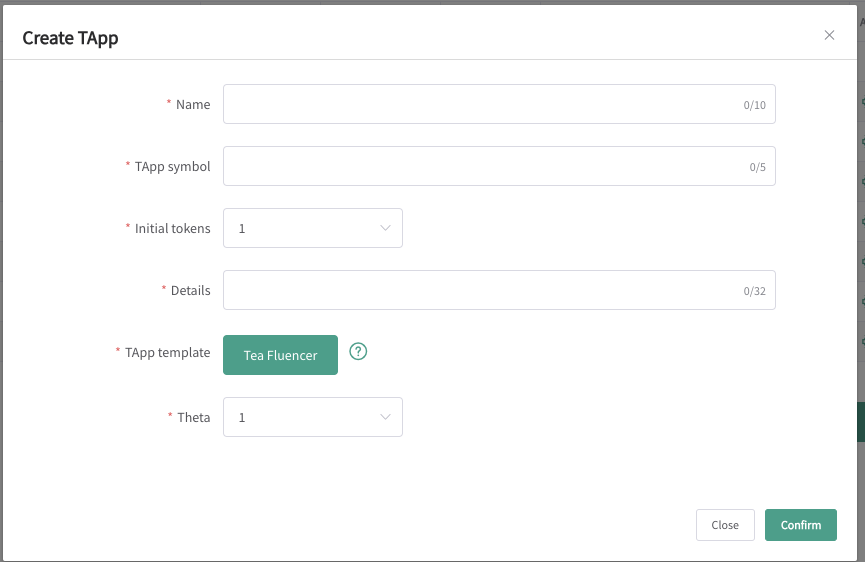 Create TApp
* Name
0/10
* TApp symbol
0/5
* Initial tokens
1
* Details
0/32
* TApp template
Tea Fluencer
?
* Theta
1
Close
Confirm